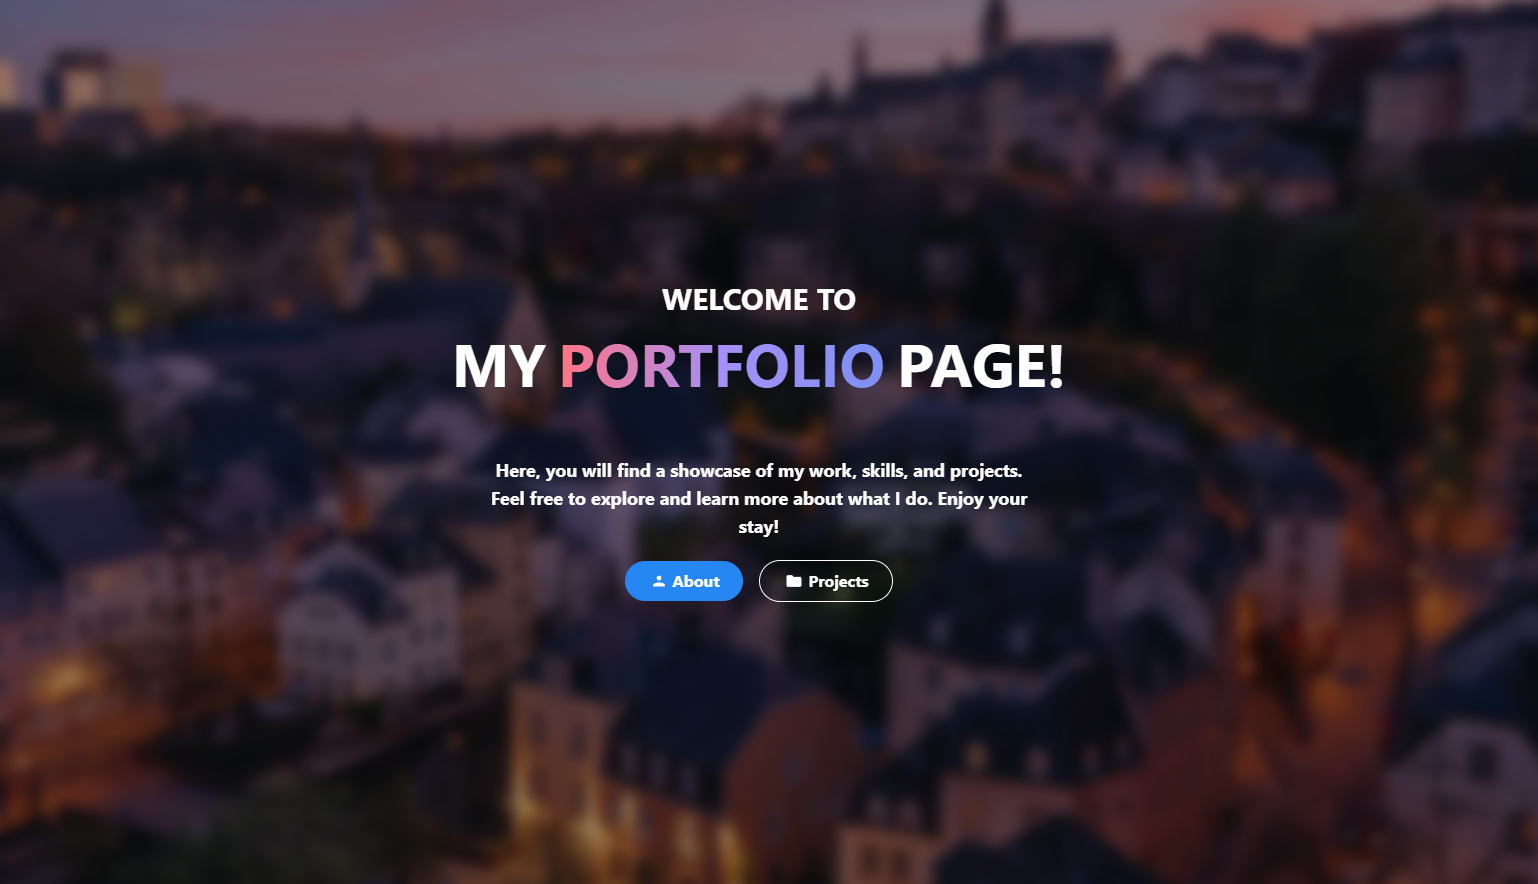 WELCOME TO
MY PORTFOLIO PAGE!
Here, you will find a showcase of my work, skills, and projects.
Feel free to explore and learn more about what I do. Enjoy your
stay!
About
Projects